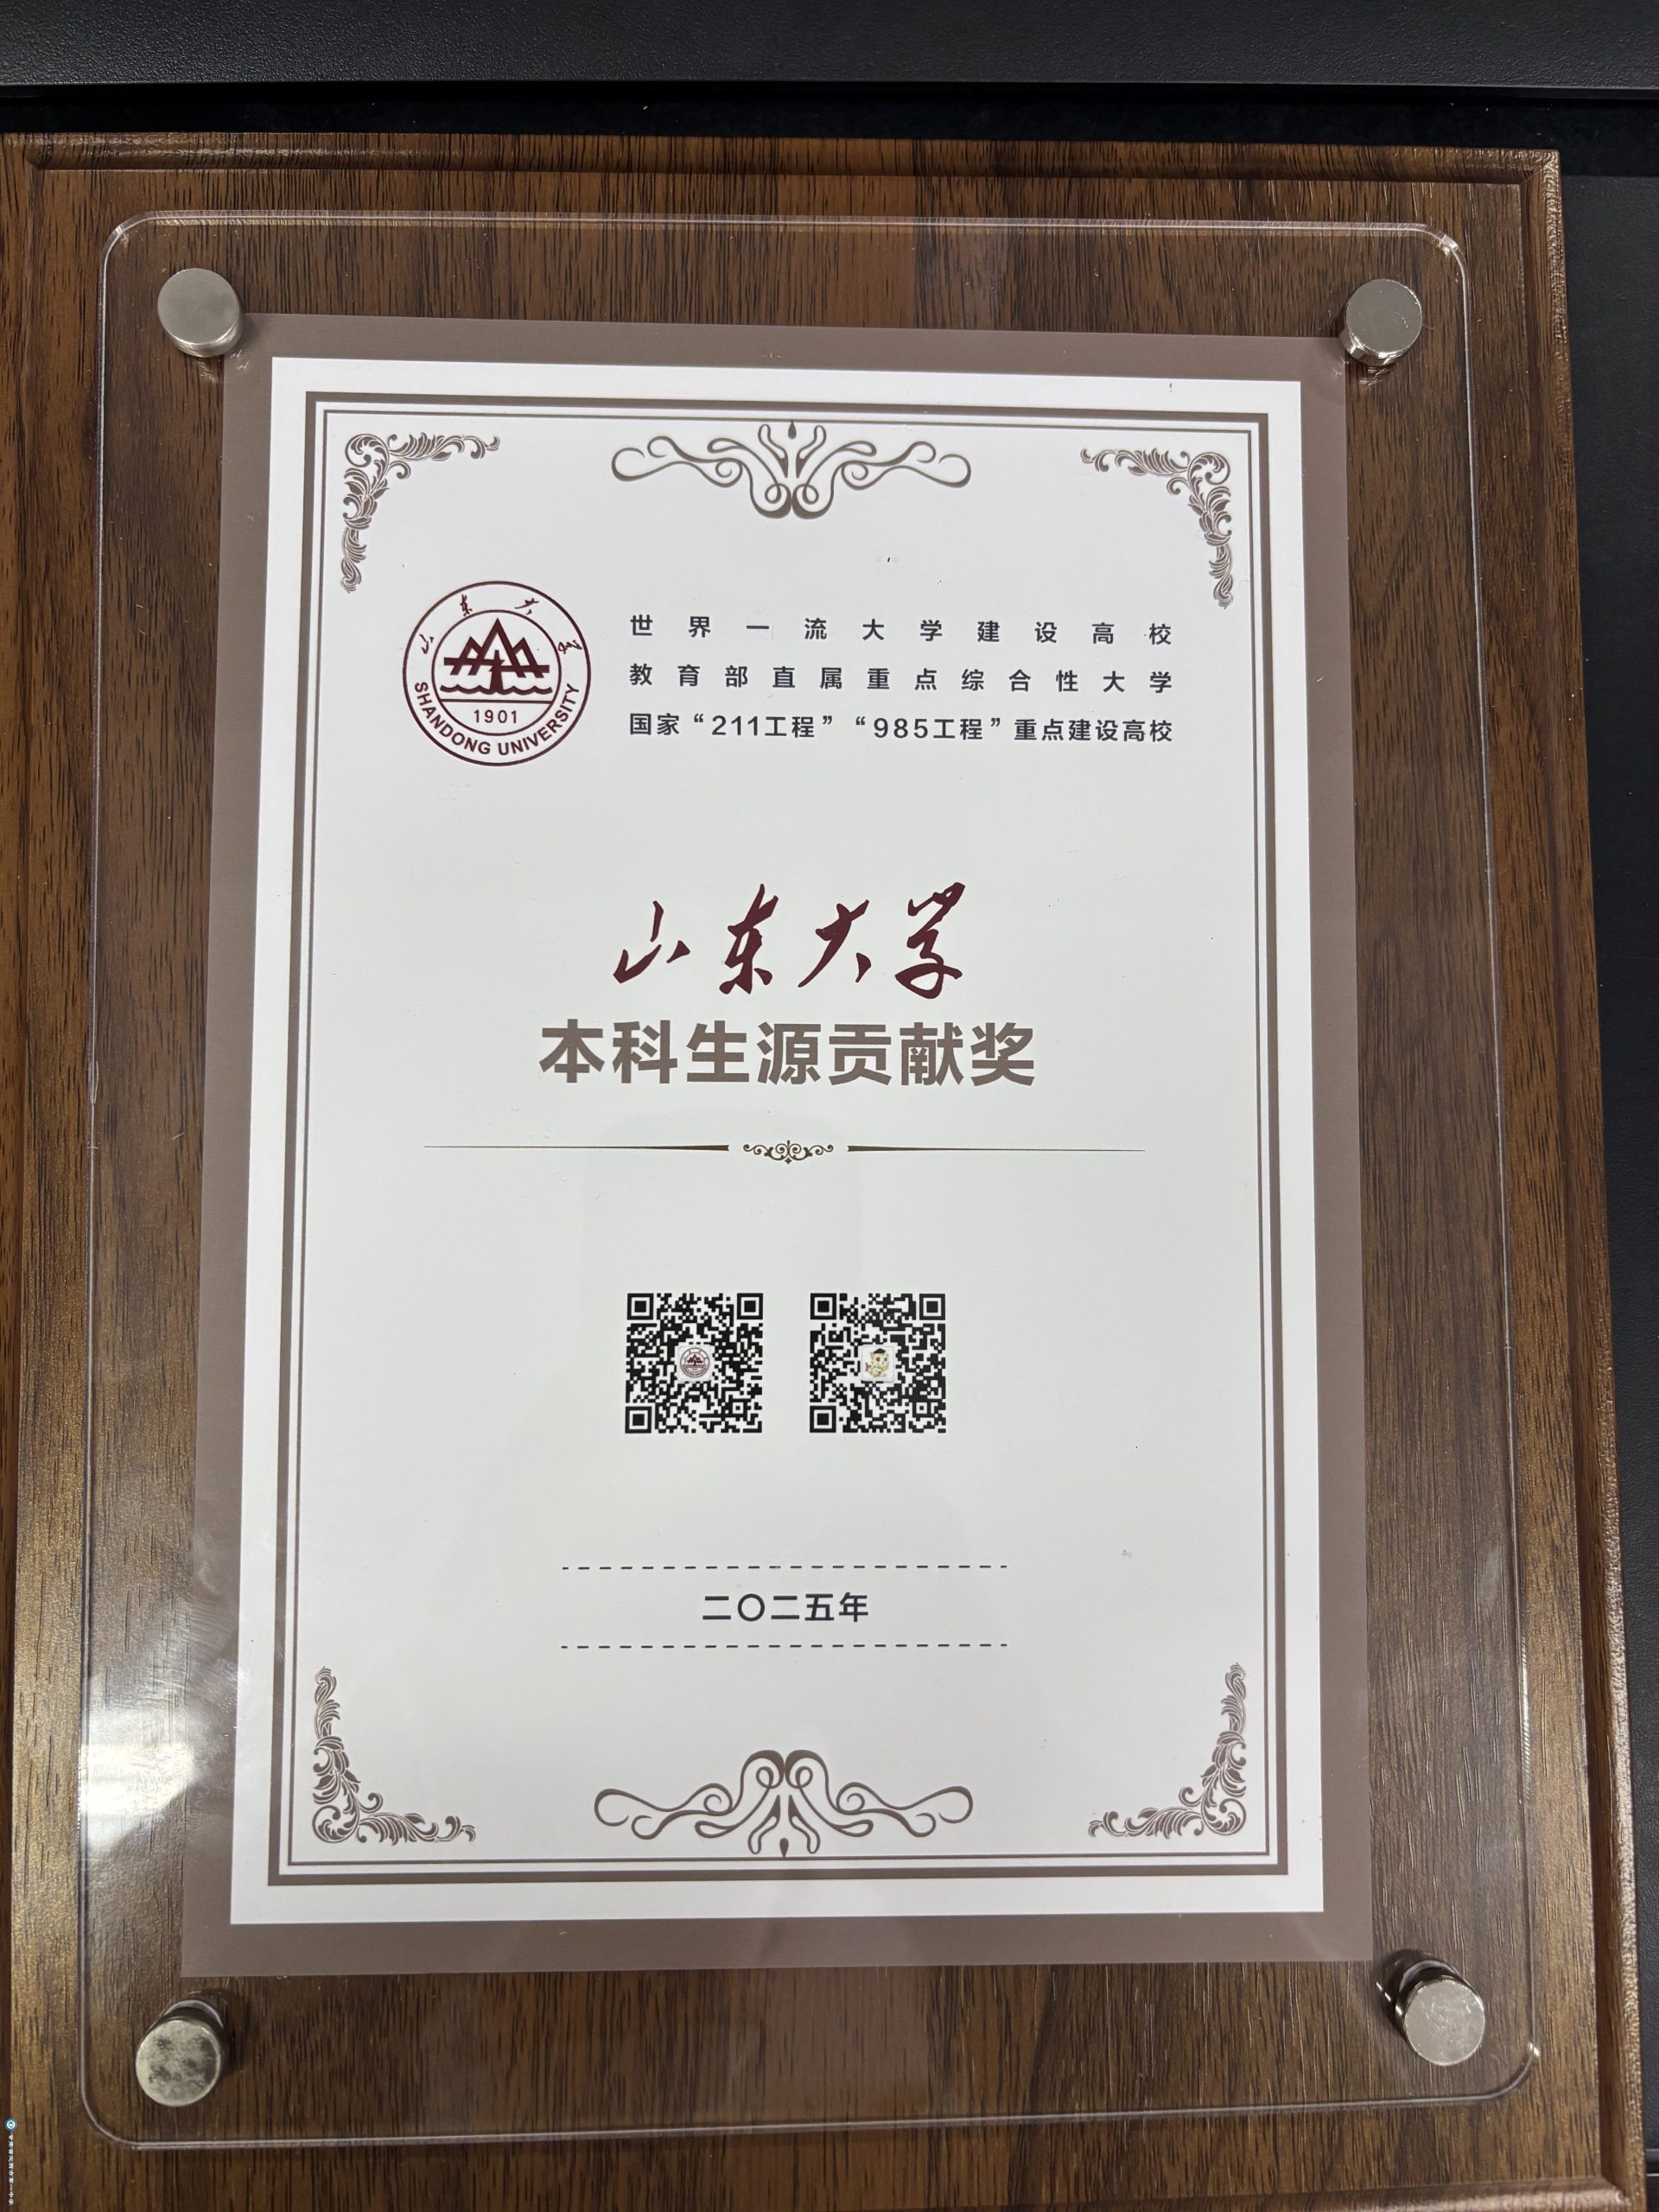 山东大学
1901
SHANDONG UNIVERSITY
世界一流大学建设高校
教育部直属重点综合性大学
国家“211工程”“985工程”重点建设高校
山东大学
本科生源贡献奖
二〇二五年